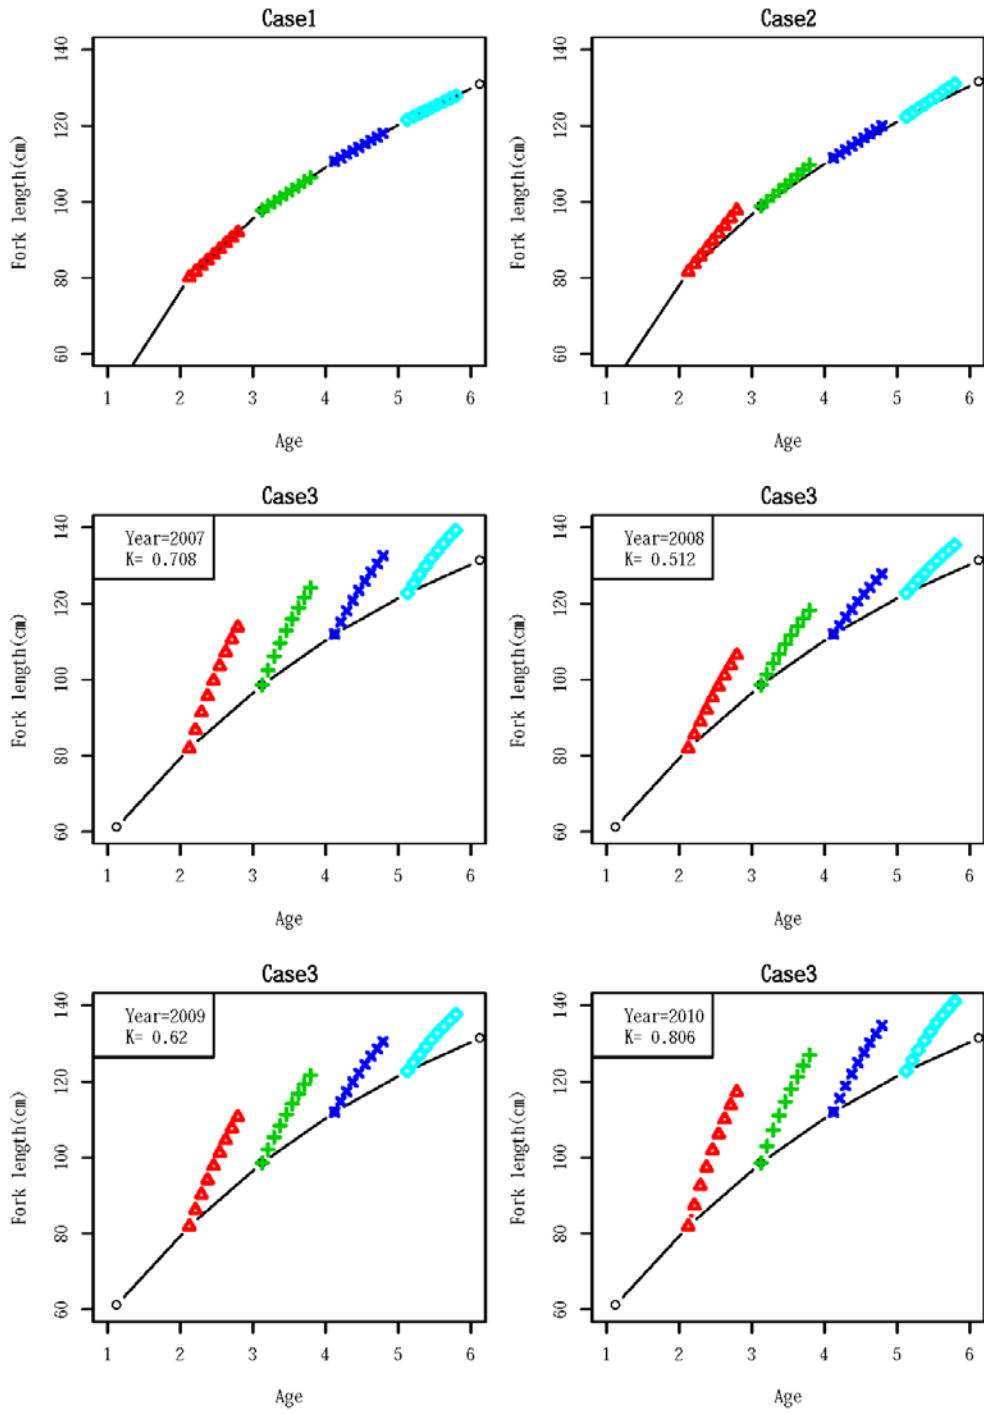 Case1
140
120
100
80
60
Fork length(cm)
1 2 3 4 5 6
Age
Case2
140
120
100
80
60
Fork length(cm)
1 2 3 4 5 6
Age
Case3
Year=2007
K= 0.708
140
120
100
80
60
Fork length(cm)
1 2 3 4 5 6
Age
Case3
Year=2008
K= 0.512
140
120
100
80
60
Fork length(cm)
1 2 3 4 5 6
Age
Case3
Year=2009
K= 0.62
140
120
100
80
60
Fork length(cm)
1 2 3 4 5 6
Age
Case3
Year=2010
K= 0.806
140
120
100
80
60
Fork length(cm)
1 2 3 4 5 6
Age